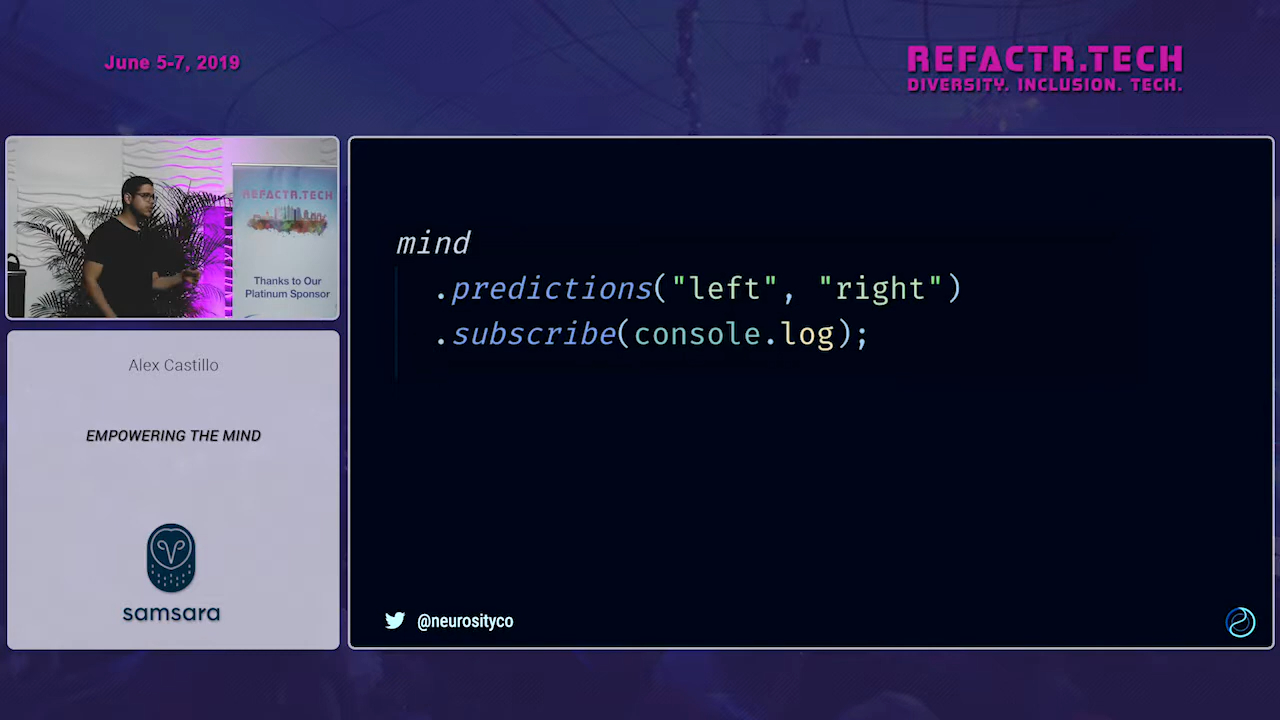 June 5-7, 2019
REFACTR.TECH
DIVERSITY. INCLUSION. TECH.
REFACTR.TECH
Thanks to Our
Platinum Sponsor
Alex Castillo
EMPOWERING THE MIND
samsara
mind
.predictions("left", "right")
.subscribe(console.log);
@neurosityco